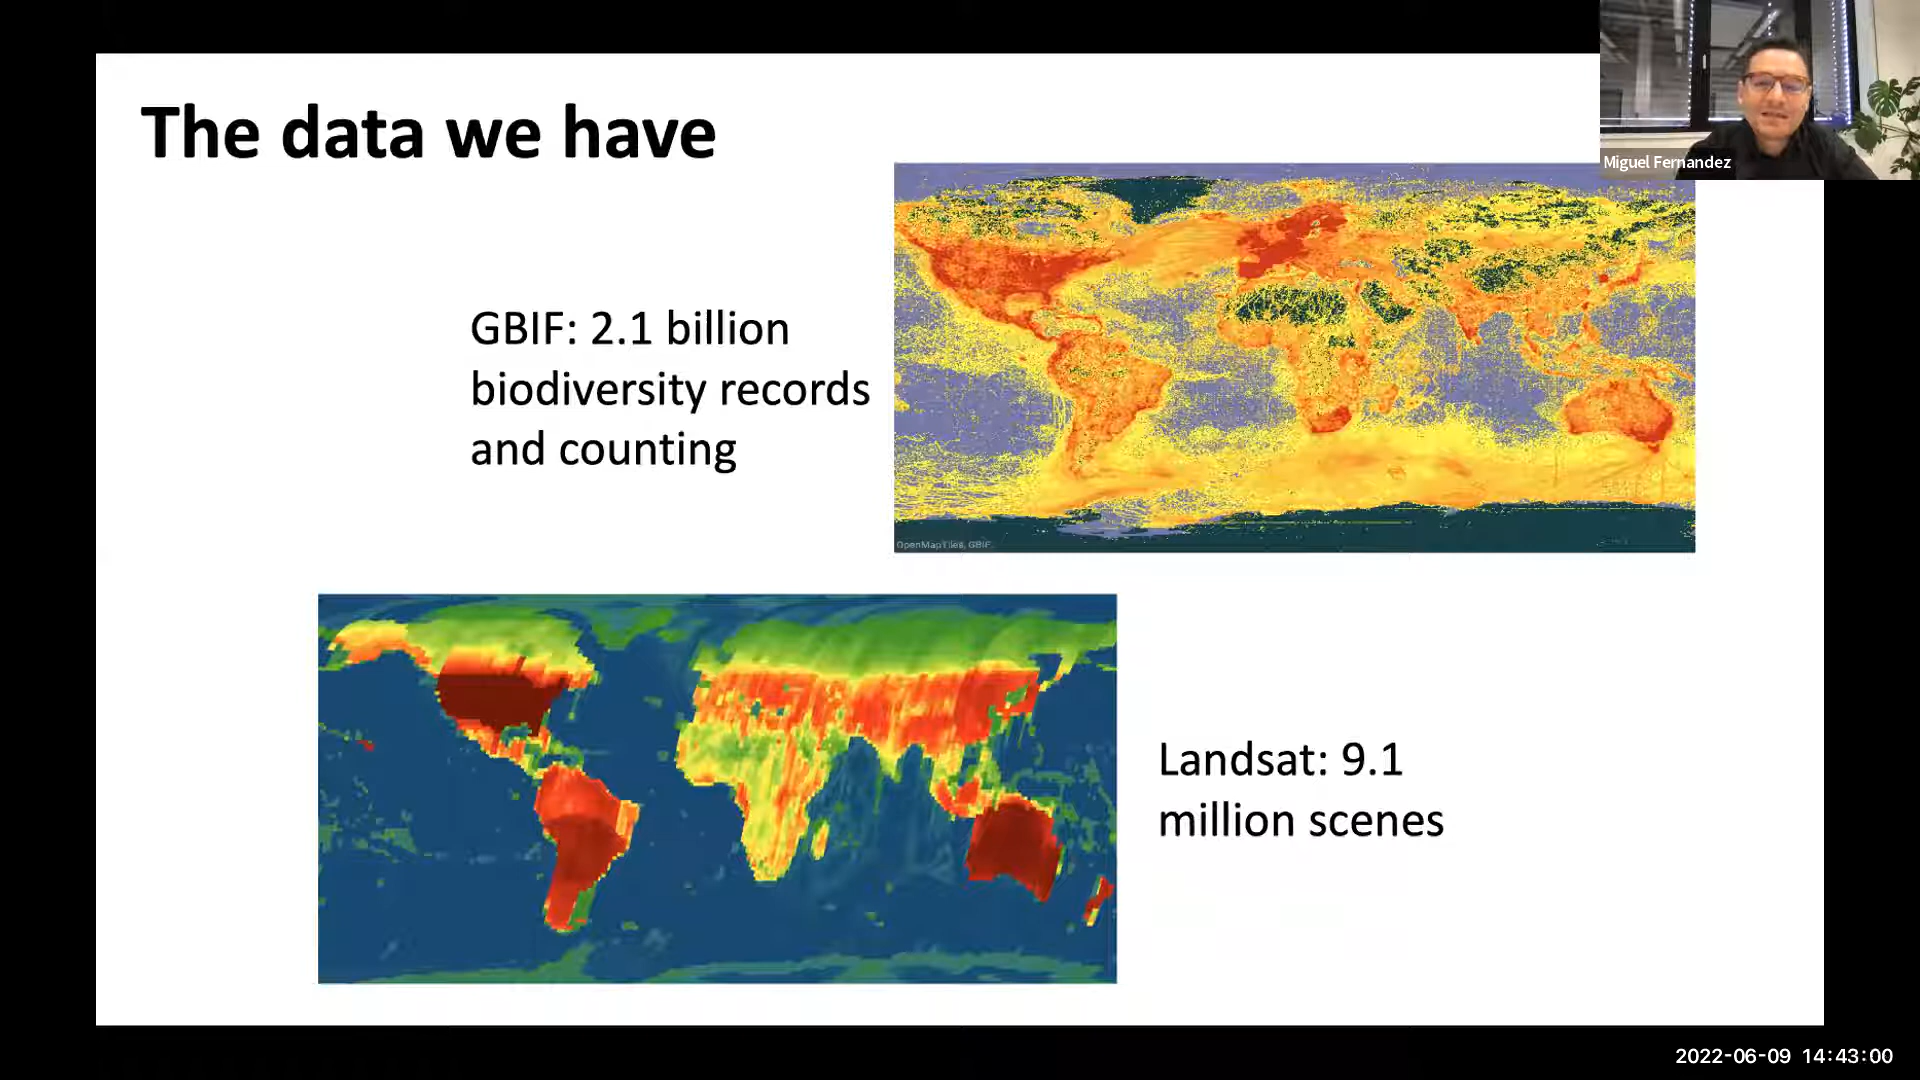 The data we have
Miguel Fernandez
GBIF: 2.1 billion
biodiversity records
and counting
OpenMapTiles, GBIF
Landsat: 9.1
million scenes
2022-06-09 14:43:00